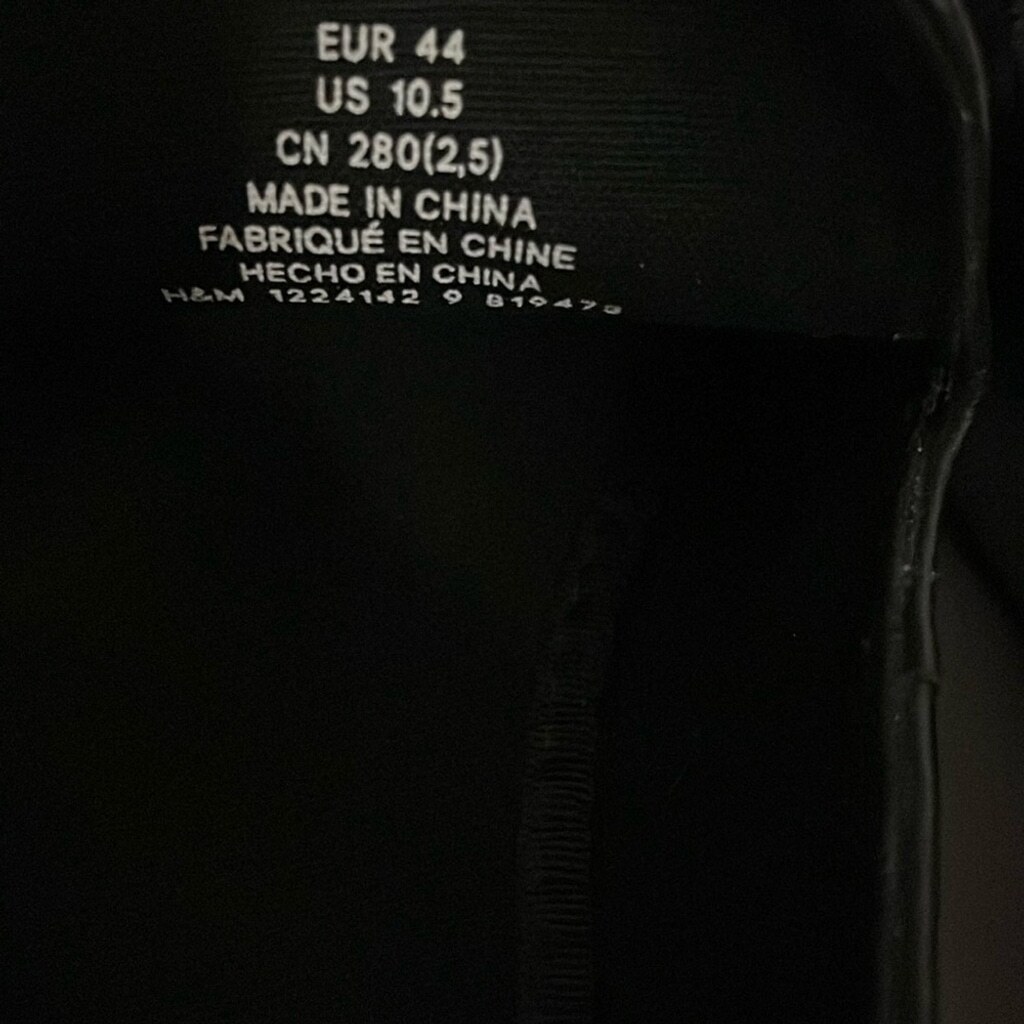 EUR 44
US 10.5
CN 280(2,5)
MADE IN CHINA
FABRIQUÉ EN CHINE
HECHO EN CHINA
H&M 1224142 9